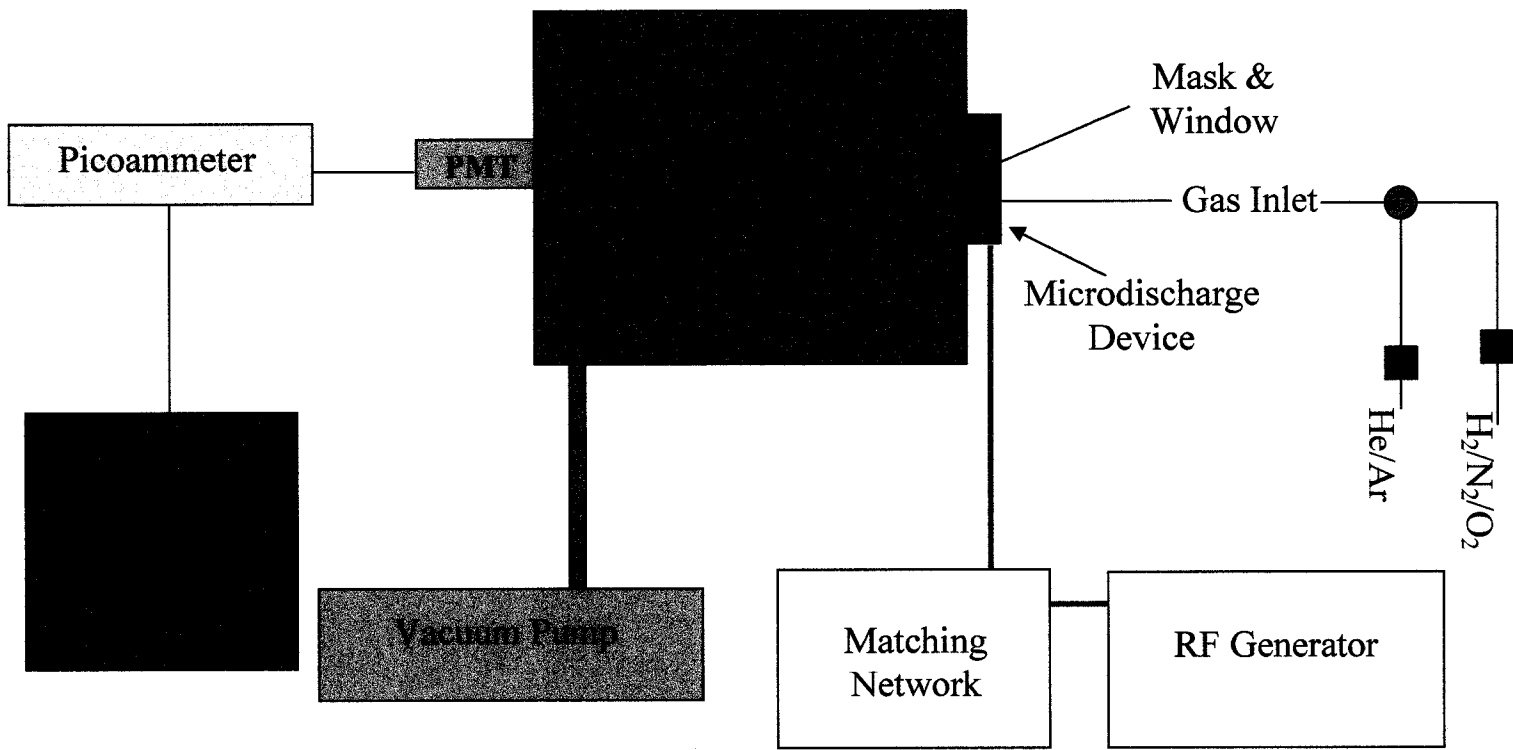 Mask &
Window
Picoammeter
PMT
Gas Inlet
Microdischarge
Device
He/Ar
H₂/N₂/O₂
Vacuum Pump
Matching
Network
RF Generator